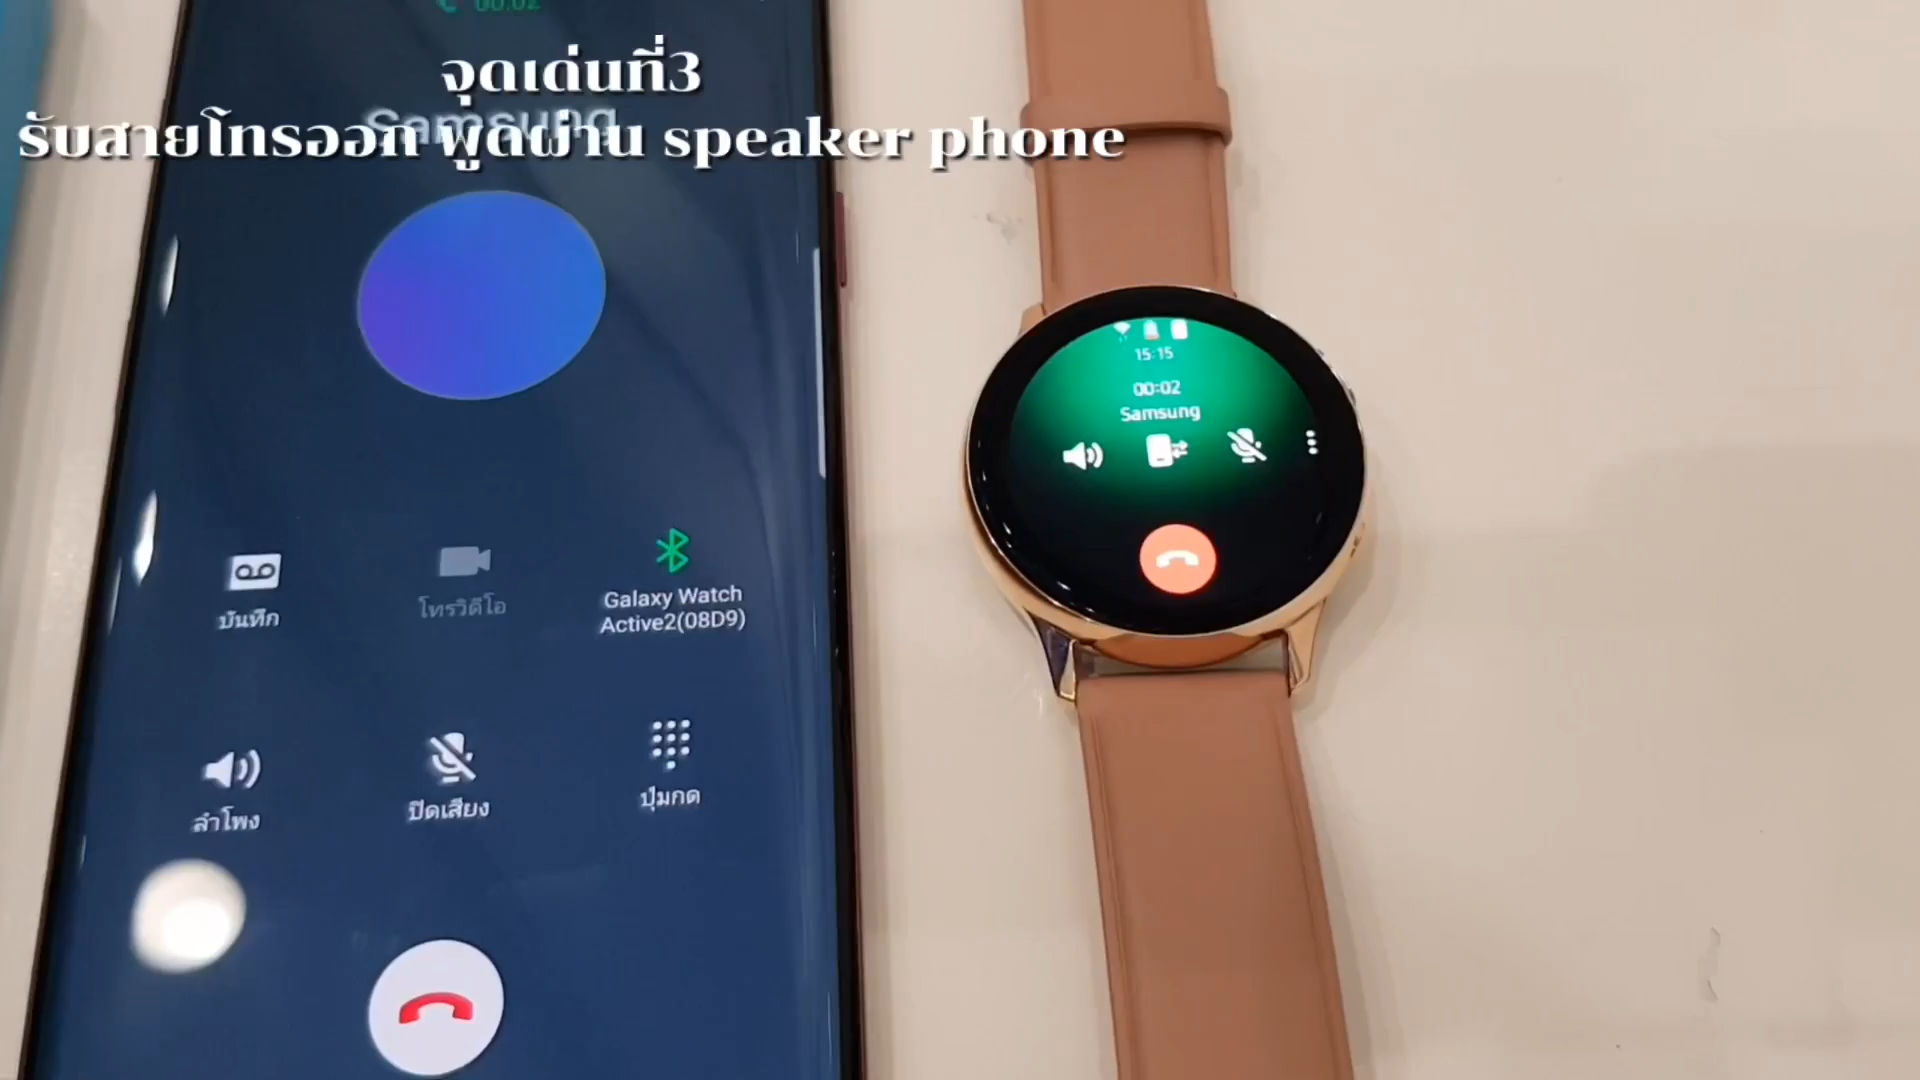 00:02
จุดเด่นที่3
Samsung
รับสายโทรออก พูดผ่าน speaker phone
บันทึก
โทรวิดีโอ
Galaxy Watch
Active2(08D9)
ลำโพง
ปิดเสียง
ปุ่มกด
15:15
00:02
Samsung